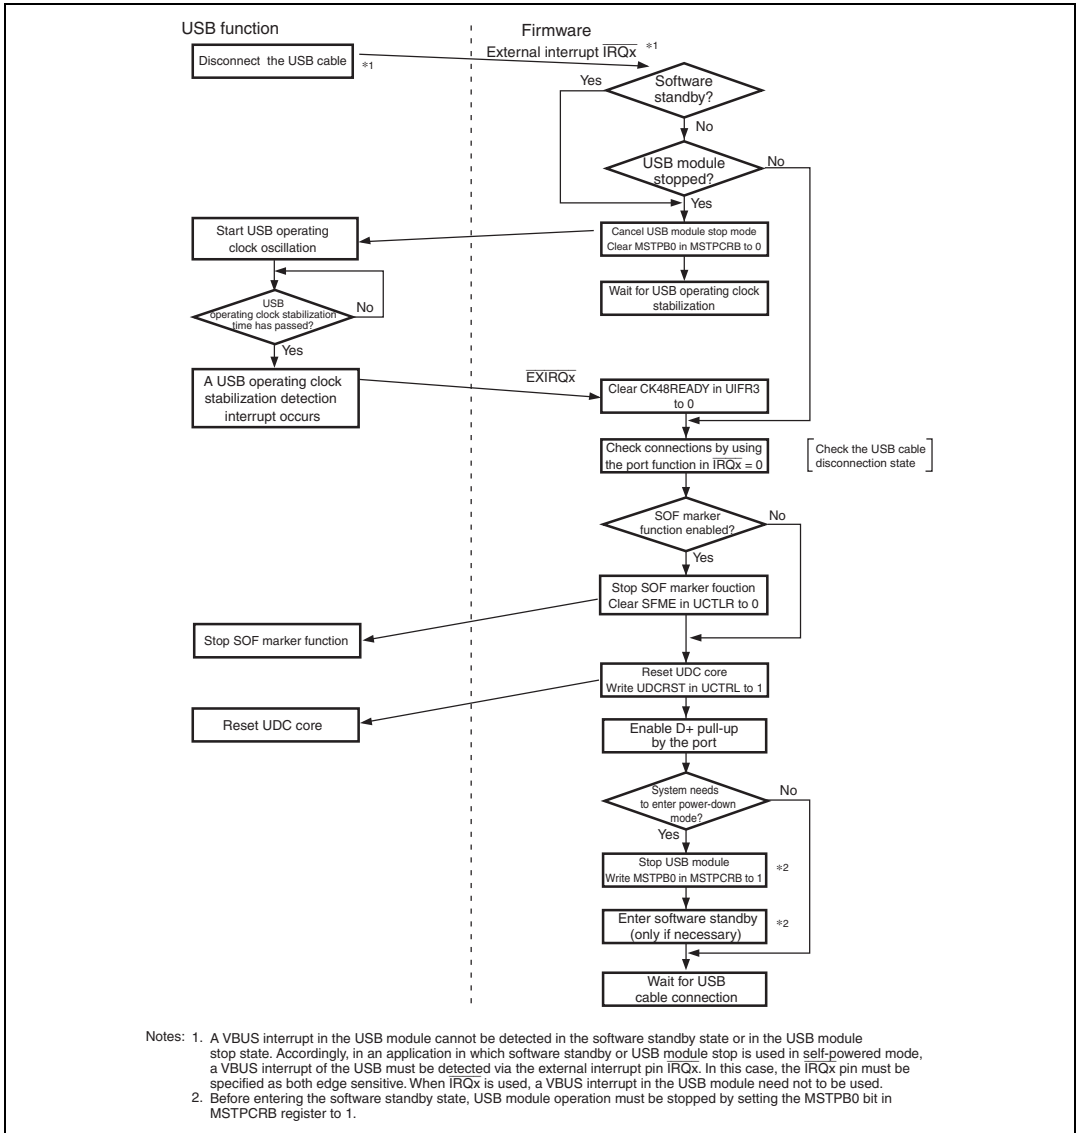 USB function
Firmware
Disconnect the USB cable
*1
External interrupt IRQx *1
Software
standby?
Yes
No
USB module
stopped?
No
Yes
Cancel USB module stop mode
Clear MSTPB0 in MSTPCRB to 0
Start USB operating
clock oscillation
Wait for USB operating clock
stabilization
USB
operating clock stabilization
time has passed?
No
Yes
A USB operating clock
stabilization detection
interrupt occurs
EXIRQx
Clear CK48READY in UIFR3
to 0
Check connections by using
the port function in IRQx = 0
Check the USB cable
disconnection state
SOF marker
function enabled?
No
Yes
Stop SOF marker fouction
Clear SFME in UCTLR to 0
Stop SOF marker function
Reset UDC core
Write UDCRST in UCTRL to 1
Reset UDC core
Enable D+ pull-up
by the port
System needs
to enter power-down
mode?
No
Yes
Stop USB module
Write MSTPB0 in MSTPCRB to 1
*2
Enter software standby
(only if necessary)
*2
Wait for USB
cable connection
Notes: 1. A VBUS interrupt in the USB module cannot be detected in the software standby state or in the USB module
stop state. Accordingly, in an application in which software standby or USB module stop is used in self-powered mode,
a VBUS interrupt of the USB must be detected via the external interrupt pin IRQx. In this case, the IRQx pin must be
specified as both edge sensitive. When IRQx is used, a VBUS interrupt in the USB module need not to be used.
2. Before entering the software standby state, USB module operation must be stopped by setting the MSTPB0 bit in
MSTPCRB register to 1.